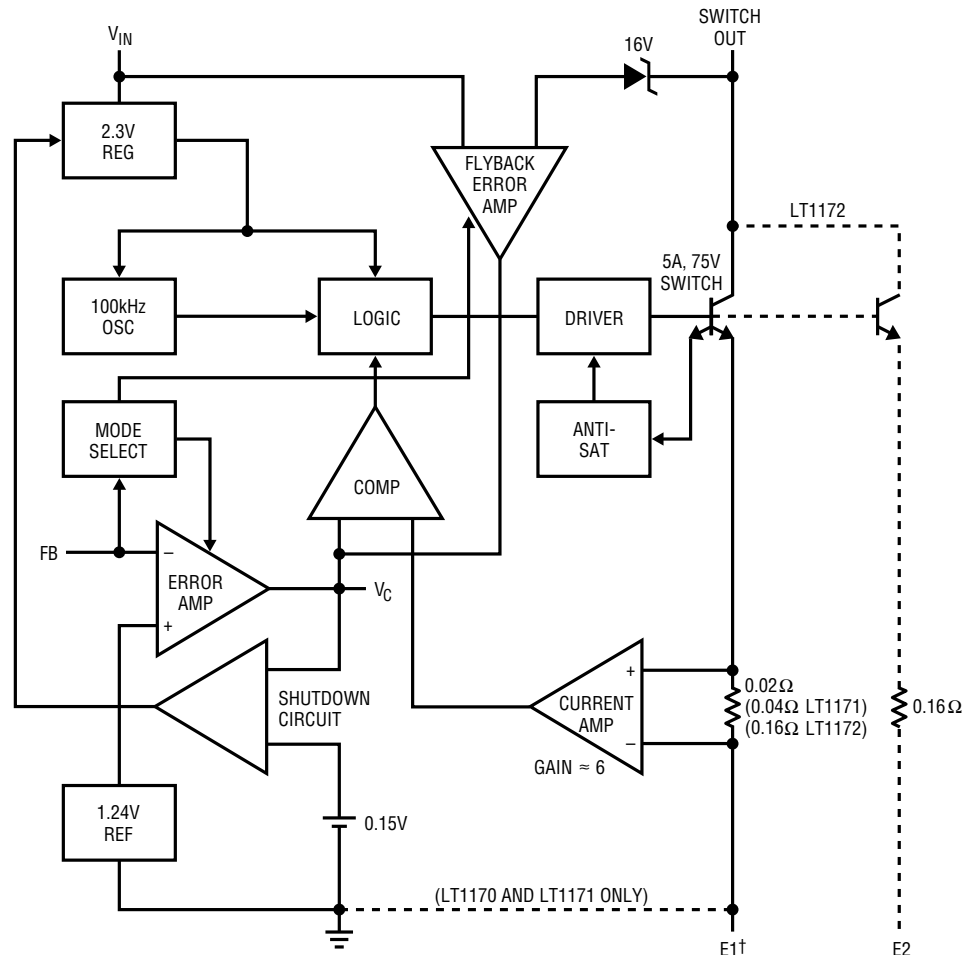 V_IN
SWITCH
OUT
16V
2.3V
REG
FLYBACK
ERROR
AMP
LT1172
5A, 75V
SWITCH
100kHz
OSC
LOGIC
DRIVER
MODE
SELECT
ANTI-
SAT
COMP
FB
−
ERROR
AMP
+
V_C
SHUTDOWN
CIRCUIT
+
CURRENT
AMP
−
GAIN ≈ 6
0.02Ω
(0.04Ω LT1171)
(0.16Ω LT1172)
0.16Ω
1.24V
REF
0.15V
(LT1170 AND LT1171 ONLY)
E1†
E2